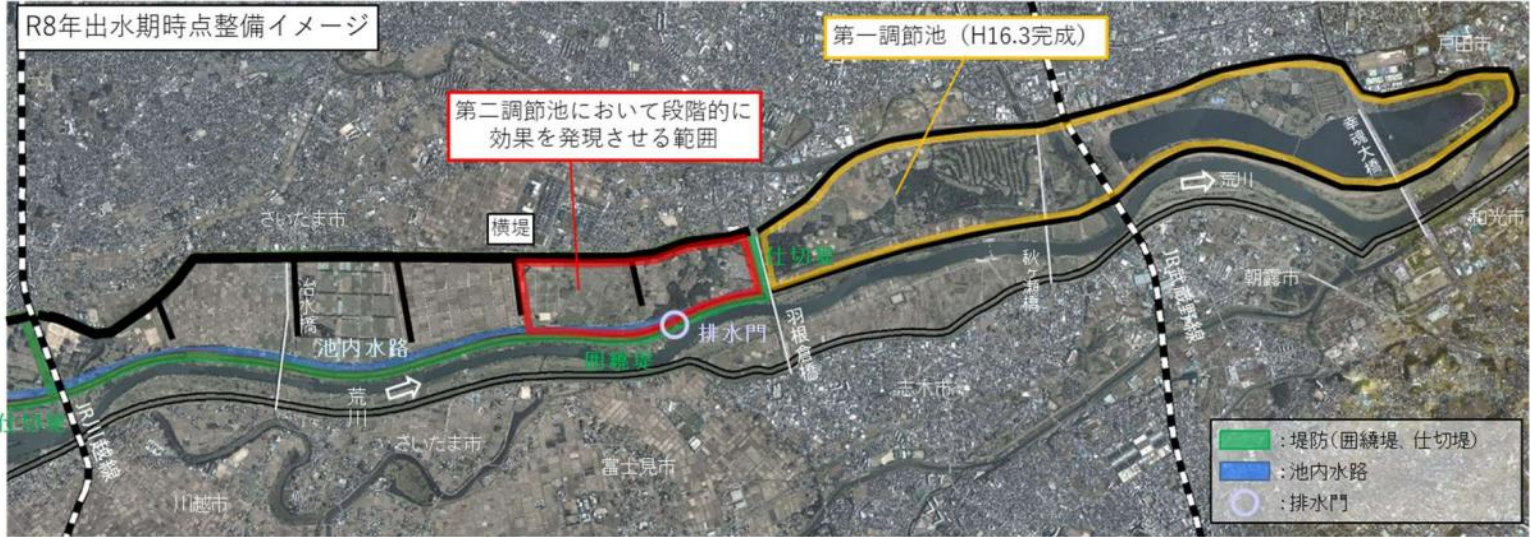 R8年出水期時点整備イメージ
第一調節池（H16.3完成）
戸田市
第二調節池において段階的に
効果を発現させる範囲
幸魂大橋
荒川
さいたま市
横堤
和光市
仕切堤
秋ヶ瀬橋
JR武蔵野線
朝霞市
治水橋
池内水路
排水門
羽根倉橋
囲繞堤
荒川
志木市
仕切堤
JR川越線
さいたま市
富士見市
川越市
:堤防(囲繞堤、仕切堤)
:池内水路
:排水門